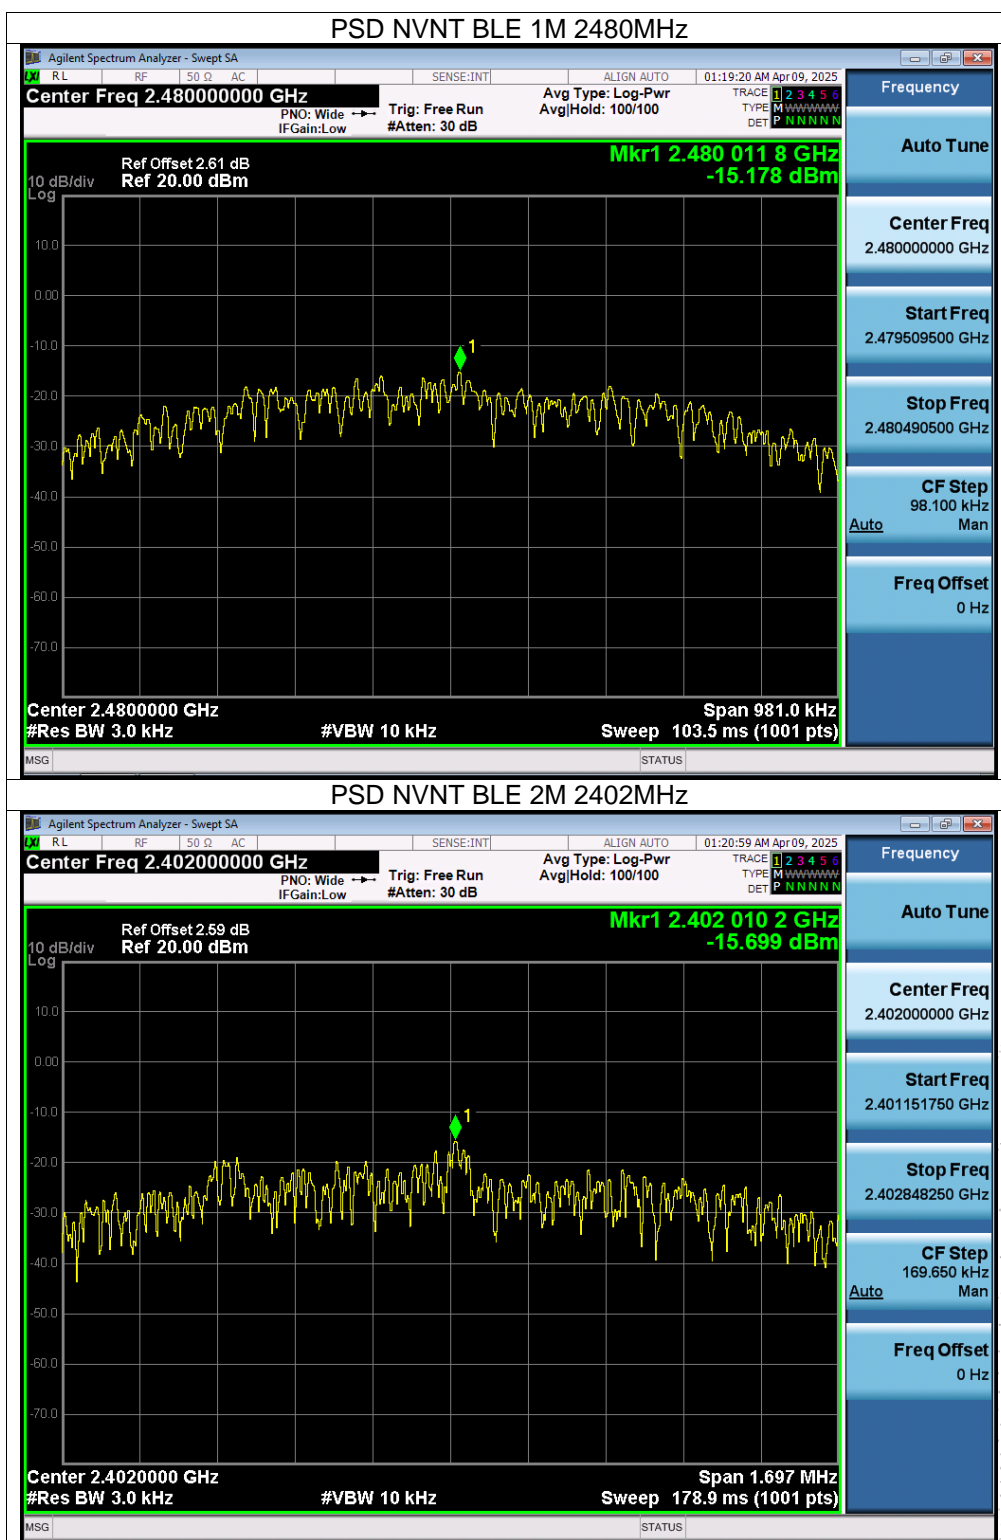 PSD NVNT BLE 1M 2480MHz
Agilent Spectrum Analyzer - Swept SA
LXI RL RF 50 Ω AC SENSE:INT ALIGN AUTO 01:19:20 AM Apr 09, 2025
Center Freq 2.480000000 GHz
PNO: Wide
IFGain:Low
Trig: Free Run
#Atten: 30 dB
Avg Type: Log-Pwr
Avg|Hold: 100/100
TRACE 1 2 3 4 5 6
TYPE M WWWWW
DET P N N N N N
Mkr1 2.480 011 8 GHz
-15.178 dBm
Ref Offset 2.61 dB
10 dB/div Ref 20.00 dBm
Log
10.0
0.00
-10.0
-20.0
-30.0
-40.0
-50.0
-60.0
-70.0
1
Center 2.4800000 GHz Span 981.0 kHz
#Res BW 3.0 kHz #VBW 10 kHz Sweep 103.5 ms (1001 pts)
MSG STATUS
Frequency
Auto Tune
Center Freq
2.480000000 GHz
Start Freq
2.479509500 GHz
Stop Freq
2.480490500 GHz
CF Step
98.100 kHz
Auto Man
Freq Offset
0 Hz
PSD NVNT BLE 2M 2402MHz
Agilent Spectrum Analyzer - Swept SA
LXI RL RF 50 Ω AC SENSE:INT ALIGN AUTO 01:20:59 AM Apr 09, 2025
Center Freq 2.402000000 GHz
PNO: Wide
IFGain:Low
Trig: Free Run
#Atten: 30 dB
Avg Type: Log-Pwr
Avg|Hold: 100/100
TRACE 1 2 3 4 5 6
TYPE M WWWWW
DET P N N N N N
Mkr1 2.402 010 2 GHz
-15.699 dBm
Ref Offset 2.59 dB
10 dB/div Ref 20.00 dBm
Log
10.0
0.00
-10.0
-20.0
-30.0
-40.0
-50.0
-60.0
-70.0
1
Center 2.4020000 GHz Span 1.697 MHz
#Res BW 3.0 kHz #VBW 10 kHz Sweep 178.9 ms (1001 pts)
MSG STATUS
Frequency
Auto Tune
Center Freq
2.402000000 GHz
Start Freq
2.401151750 GHz
Stop Freq
2.402848250 GHz
CF Step
169.650 kHz
Auto Man
Freq Offset
0 Hz